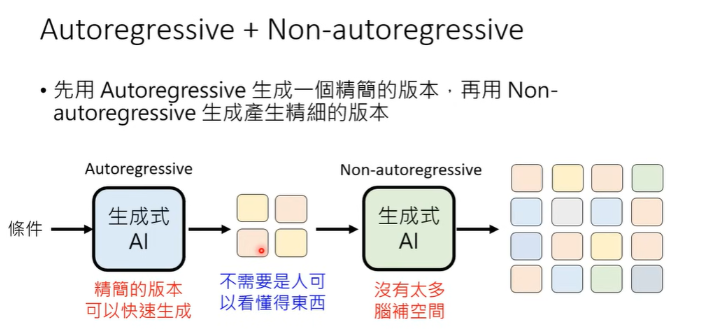 Autoregressive + Non-autoregressive
• 先用 Autoregressive 生成一個精簡的版本，再用 Non-
autoregressive 生成產生精細的版本
Autoregressive
Non-autoregressive
條件
生成式
AI
生成式
AI
精簡的版本
可以快速生成
不需要是人可
以看懂得東西
沒有太多
腦補空間